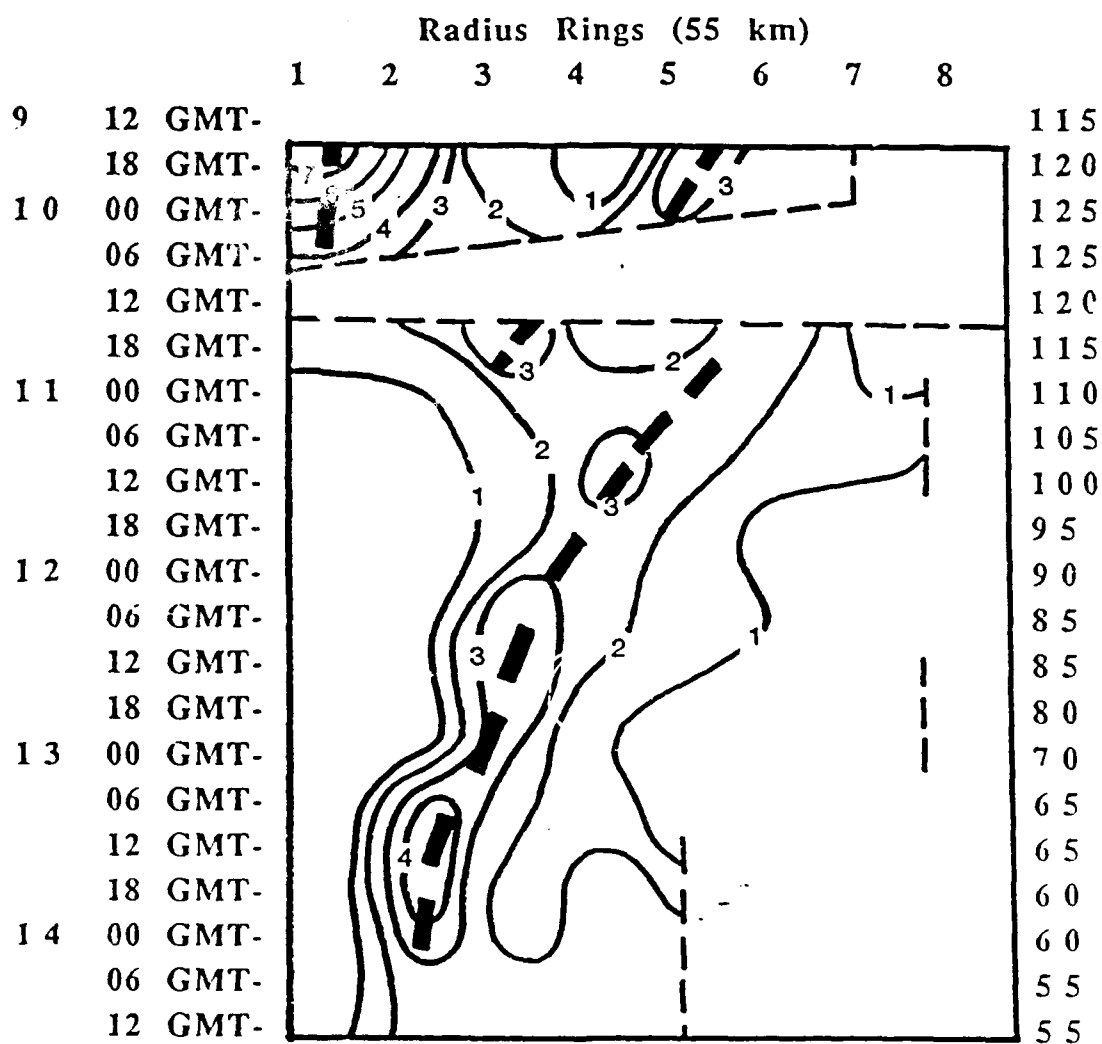 Radius Rings (55 km)
1 2 3 4 5 6 7 8
9 12 GMT- 115
18 GMT- 120
7 3
10 00 GMT- 5 4 3 2 1 125
06 GMT- 125
12 GMT- 120
18 GMT- 3 2 115
11 00 GMT- 1 110
06 GMT- 2 105
12 GMT- 1 3 100
18 GMT- 95
12 00 GMT- 90
06 GMT- 85
12 GMT- 3 2 1 85
18 GMT- 80
13 00 GMT- 70
06 GMT- 65
12 GMT- 4 65
18 GMT- 60
14 00 GMT- 60
06 GMT- 55
12 GMT- 55